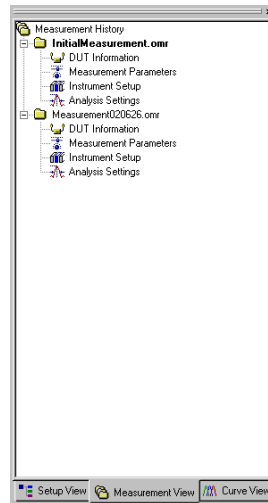 Measurement History
InitialMeasurement.omr
DUT Information
Measurement Parameters
Instrument Setup
Analysis Settings
Measurement020626.omr
DUT Information
Measurement Parameters
Instrument Setup
Analysis Settings
Setup View Measurement View Curve View